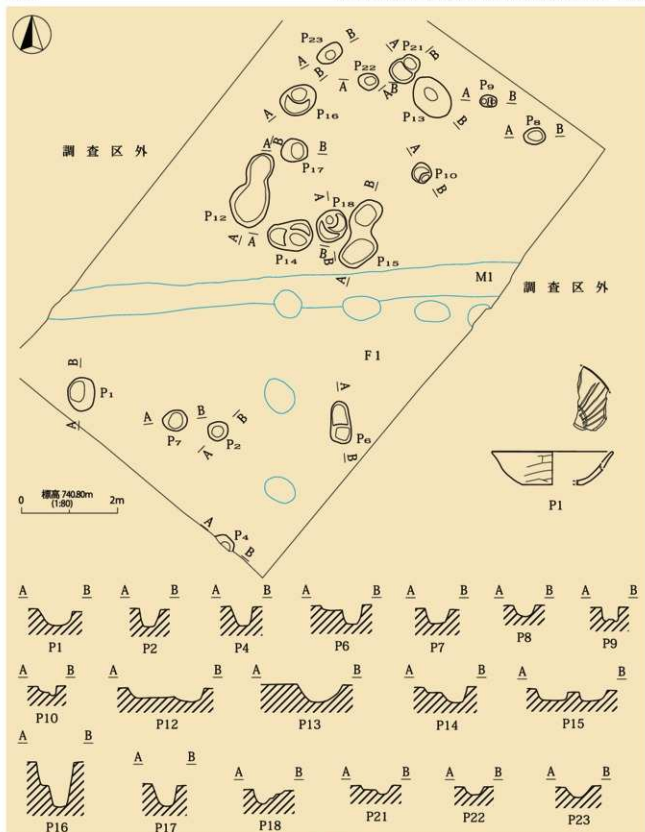 A B
P23
A B
P21
A B
P22
A B
A B
P16
P13
B
A P9 B
A P8 B
調査区外
A B
P17
A
P10
B
A B
P12
A
A B
P14
A
P18
B
B
P15
A
M1
調査区外
F1
B
P1
A
A B
P7
B
P2
A
A
P6
B
標高 740.80m
0 (1:80) 2m
A
P4
B
P1
A B A B A B A B A B A B A B
P1 P2 P4 P6 P7 P8 P9
A B A B A B A B A B
P10 P12 P13 P14 P15
A B A B A B A B A B A B
P16 P17 P18 P21 P22 P23